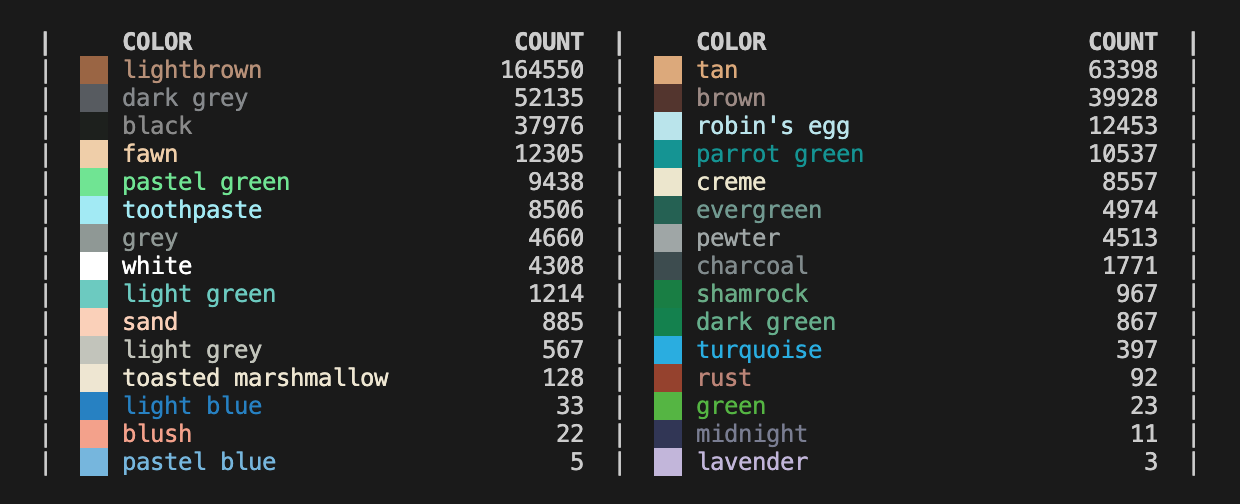 | COLOR COUNT | COLOR COUNT |
| lightbrown 164550 | tan 63398 |
| dark grey 52135 | brown 39928 |
| black 37976 | robin's egg 12453 |
| fawn 12305 | parrot green 10537 |
| pastel green 9438 | creme 8557 |
| toothpaste 8506 | evergreen 4974 |
| grey 4660 | pewter 4513 |
| white 4308 | charcoal 1771 |
| light green 1214 | shamrock 967 |
| sand 885 | dark green 867 |
| light grey 567 | turquoise 397 |
| toasted marshmallow 128 | rust 92 |
| light blue 33 | green 23 |
| blush 22 | midnight 11 |
| pastel blue 5 | lavender 3 |